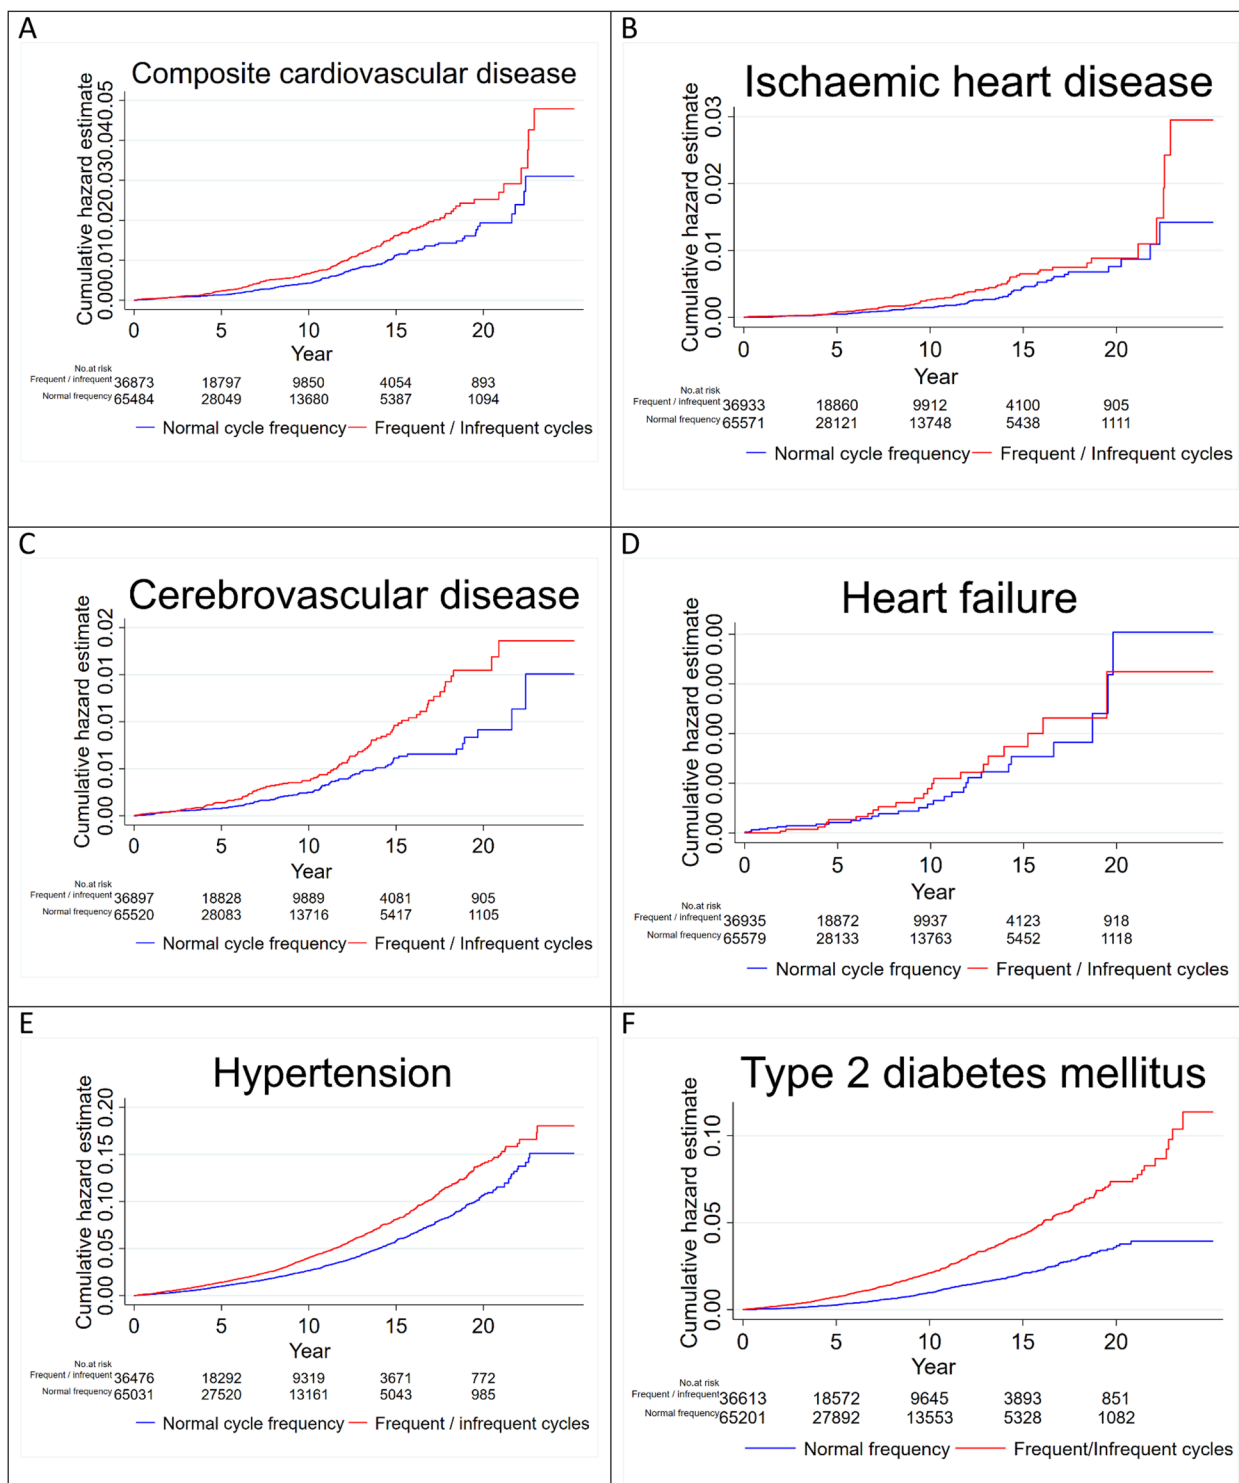 A
Composite cardiovascular disease
Cumulative hazard estimate
0.05
0.04
0.03
0.02
0.01
0.00
0 5 10 15 20
Year
No.at risk
Frequent / infrequent 36873 18797 9850 4054 893
Normal frequency 65484 28049 13680 5387 1094
Normal cycle frequency Frequent / Infrequent cycles
B
Ischaemic heart disease
Cumulative hazard estimate
0.03
0.02
0.01
0.00
0 5 10 15 20
Year
No.at risk
Frequent / infrequent 36933 18860 9912 4100 905
Normal frequency 65571 28121 13748 5438 1111
Normal cycle frequency Frequent / Infrequent cycles
C
Cerebrovascular disease
Cumulative hazard estimate
0.02
0.01
0.01
0.01
0.00
0 5 10 15 20
Year
No.at risk
Frequent / infrequent 36897 18828 9889 4081 905
Normal frequency 65520 28083 13716 5417 1105
Normal cycle frequency Frequent / Infrequent cycles
D
Heart failure
Cumulative hazard estimate
0.00
0.00
0.00
0.00
0.00
0 5 10 15 20
Year
No.at risk
Frequent / infrequent 36935 18872 9937 4123 918
Normal frequency 65579 28133 13763 5452 1118
Normal cycle frquency Frequent / Infrequent cycles
E
Hypertension
Cumulative hazard estimate
0.20
0.15
0.10
0.05
0.00
0 5 10 15 20
Year
No.at risk
Frequent / infrequent 36476 18292 9319 3671 772
Normal frequency 65031 27520 13161 5043 985
Normal cycle frequency Frequent / infrequent cycles
F
Type 2 diabetes mellitus
Cumulative hazard estimate
0.10
0.05
0.00
0 5 10 15 20
Year
No.at risk
Frequent / infrequent 36613 18572 9645 3893 851
Normal frequency 65201 27892 13553 5328 1082
Normal frequency Frequent/Infrequent cycles